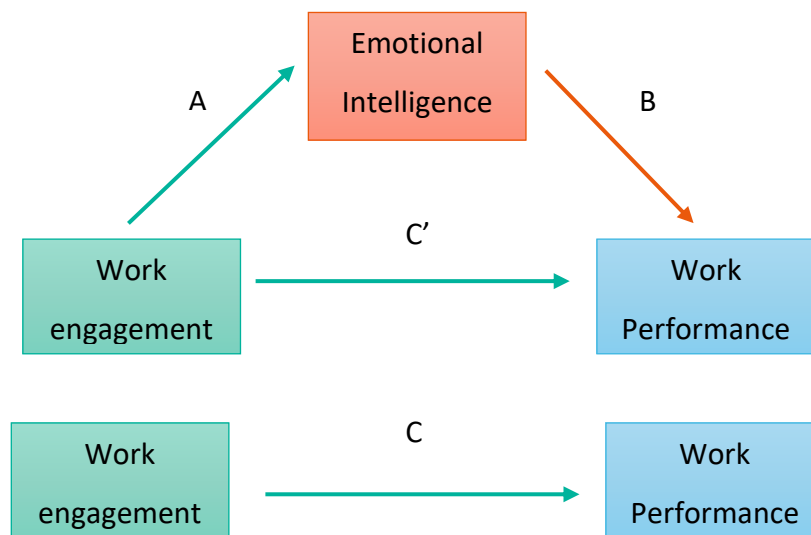 Emotional
Intelligence
A
B
C’
Work
engagement
Work
Performance
C
Work
engagement
Work
Performance